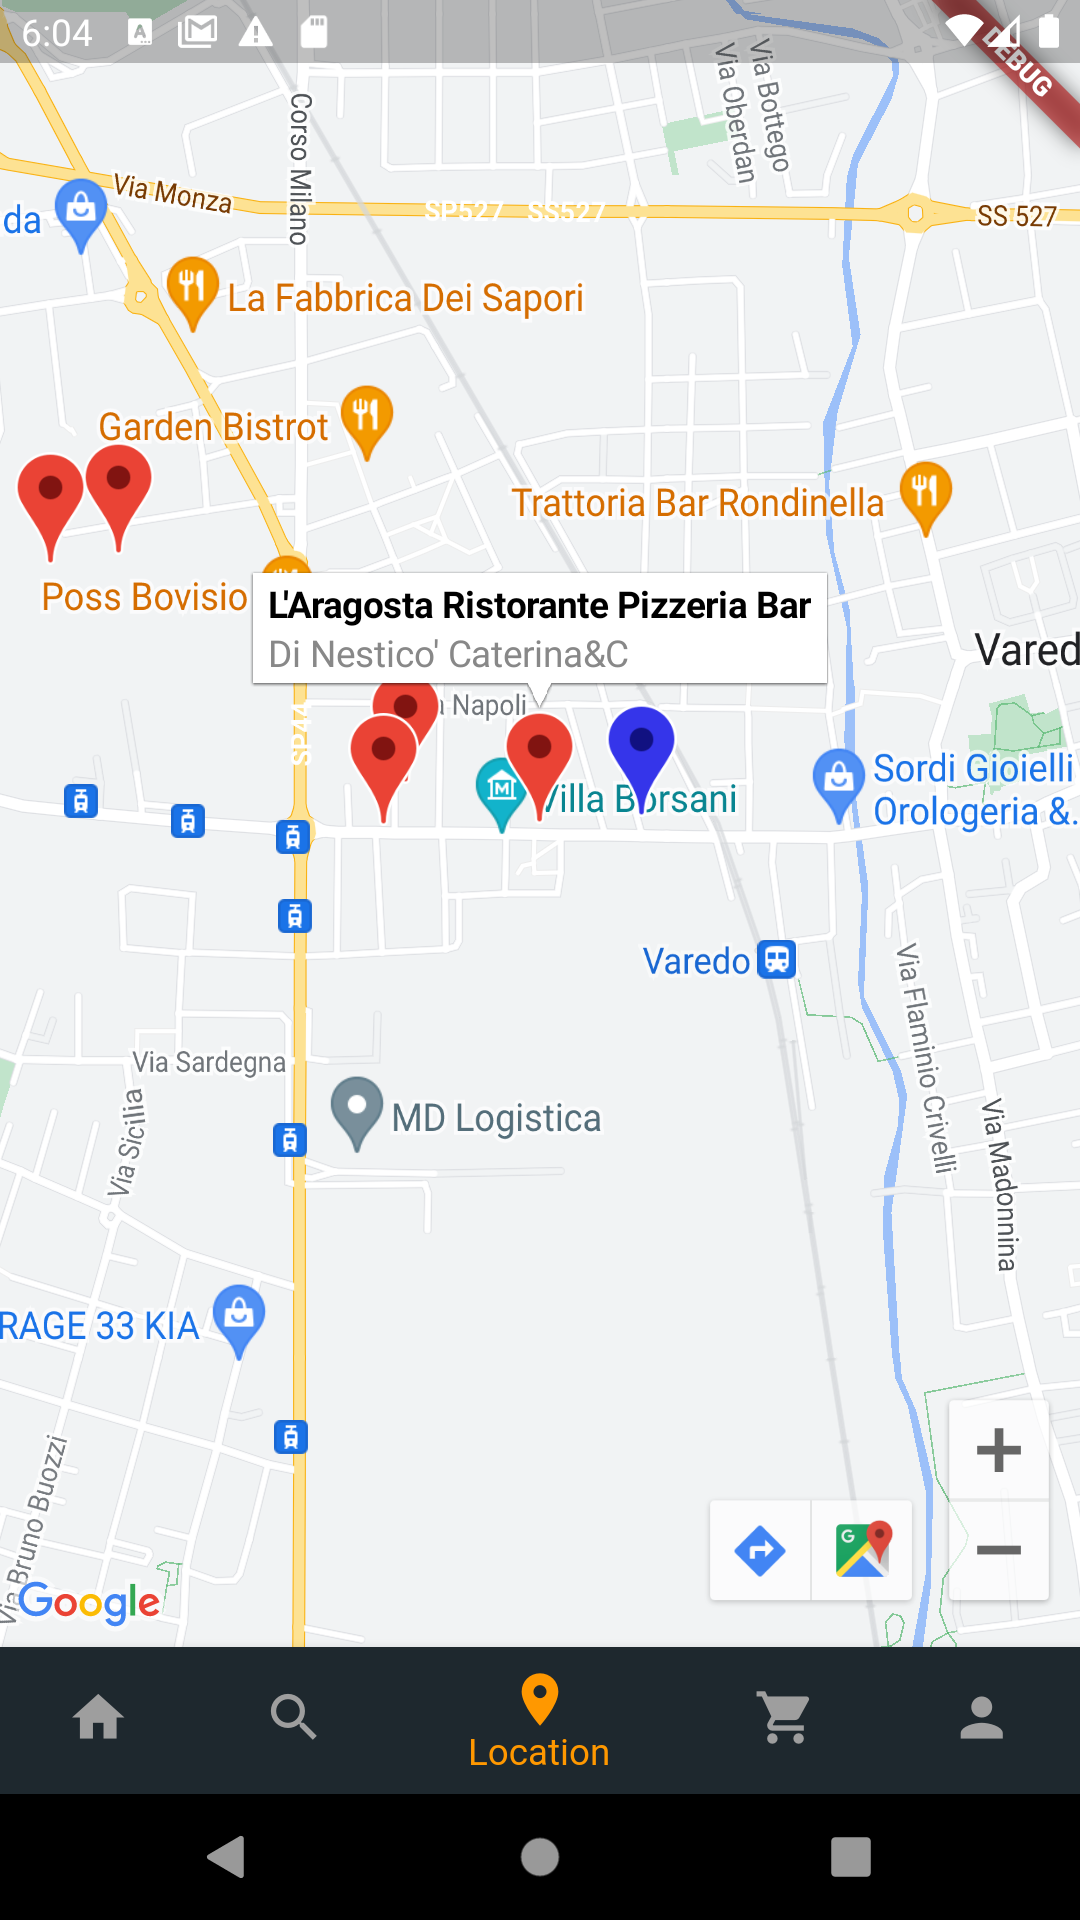 6:04
DEBUG
Via Oberdan
Via Bottego
Corso Milano
Via Monza
SP527
SS527
SS 527
da
La Fabbrica Dei Sapori
Garden Bistrot
Trattoria Bar Rondinella
Poss Bovisio
L'Aragosta Ristorante Pizzeria Bar
Di Nestico' Caterina&C
Vared
Napoli
SP44
Villa Borsani
Sordi Gioielli
Orologeria &.
Varedo
Via Flaminio Crivelli
Via Sardegna
Via Sicilia
MD Logistica
Via Madonnina
RAGE 33 KIA
Via Bruno Buozzi
Google
Location